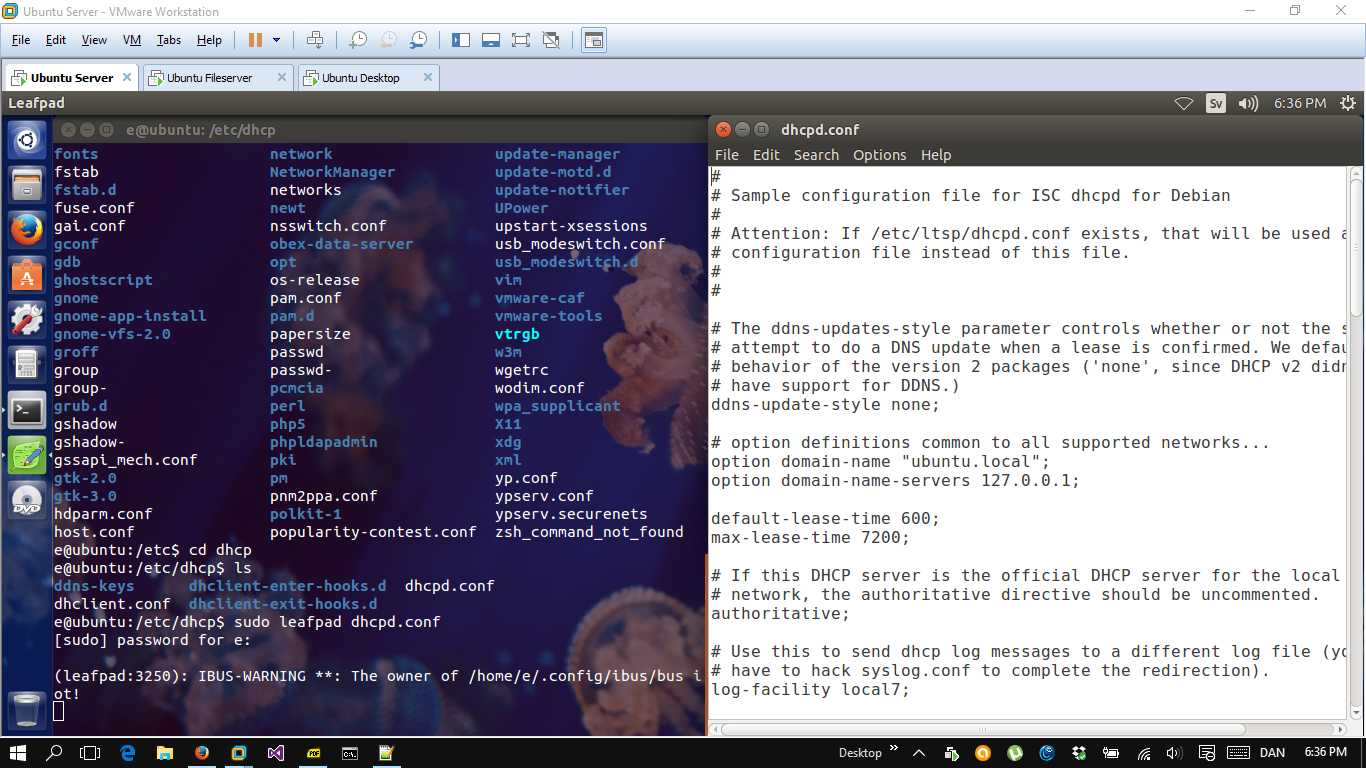 Ubuntu Server - VMware Workstation
File Edit View VM Tabs Help
Ubuntu Server Ubuntu Fileserver Ubuntu Desktop
Leafpad Sv 6:36 PM
e@ubuntu: /etc/dhcp
fonts network update-manager
fstab NetworkManager update-motd.d
fstab.d networks update-notifier
fuse.conf newt UPower
gai.conf nsswitch.conf upstart-xsessions
gconf obex-data-server usb_modeswitch.conf
gdb opt usb_modeswitch.d
ghostscript os-release vim
gnome pam.conf vmware-caf
gnome-app-install pam.d vmware-tools
gnome-vfs-2.0 papersize vtrgb
groff passwd w3m
group passwd- wgetrc
group- pcmcia wodim.conf
grub.d perl wpa_supplicant
gshadow php5 X11
gshadow- phpldapadmin xdg
gssapi_mech.conf pki xml
gtk-2.0 pm yp.conf
gtk-3.0 pnm2ppa.conf ypserv.conf
hdparm.conf polkit-1 ypserv.securenets
host.conf popularity-contest.conf zsh_command_not_found
e@ubuntu:/etc$ cd dhcp
e@ubuntu:/etc/dhcp$ ls
ddns-keys dhclient-enter-hooks.d dhcpd.conf
dhclient.conf dhclient-exit-hooks.d
e@ubuntu:/etc/dhcp$ sudo leafpad dhcpd.conf
[sudo] password for e:
(leafpad:3250): IBUS-WARNING **: The owner of /home/e/.config/ibus/bus i
ot!
dhcpd.conf
File Edit Search Options Help
#
# Sample configuration file for ISC dhcpd for Debian
#
# Attention: If /etc/ltsp/dhcpd.conf exists, that will be used a
# configuration file instead of this file.
#
#
# The ddns-updates-style parameter controls whether or not the s
# attempt to do a DNS update when a lease is confirmed. We defau
# behavior of the version 2 packages ('none', since DHCP v2 didn
# have support for DDNS.)
ddns-update-style none;
# option definitions common to all supported networks...
option domain-name "ubuntu.local";
option domain-name-servers 127.0.0.1;
default-lease-time 600;
max-lease-time 7200;
# If this DHCP server is the official DHCP server for the local
# network, the authoritative directive should be uncommented.
authoritative;
# Use this to send dhcp log messages to a different log file (yo
# have to hack syslog.conf to complete the redirection).
log-facility local7;
Desktop DAN 6:36 PM